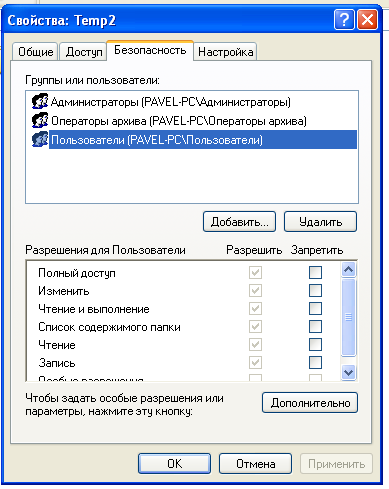 Свойства: Temp2
Общие Доступ Безопасность Настройка
Группы или пользователи:
Администраторы (PAVEL-PC\Администраторы)
Операторы архива (PAVEL-PC\Операторы архива)
Пользователи (PAVEL-PC\Пользователи)
Добавить... Удалить
Разрешения для Пользователи Разрешить Запретить
Полный доступ
Изменить
Чтение и выполнение
Список содержимого папки
Чтение
Запись
Особые разрешения
Чтобы задать особые разрешения или
параметры, нажмите эту кнопку:
Дополнительно
OK Отмена Применить